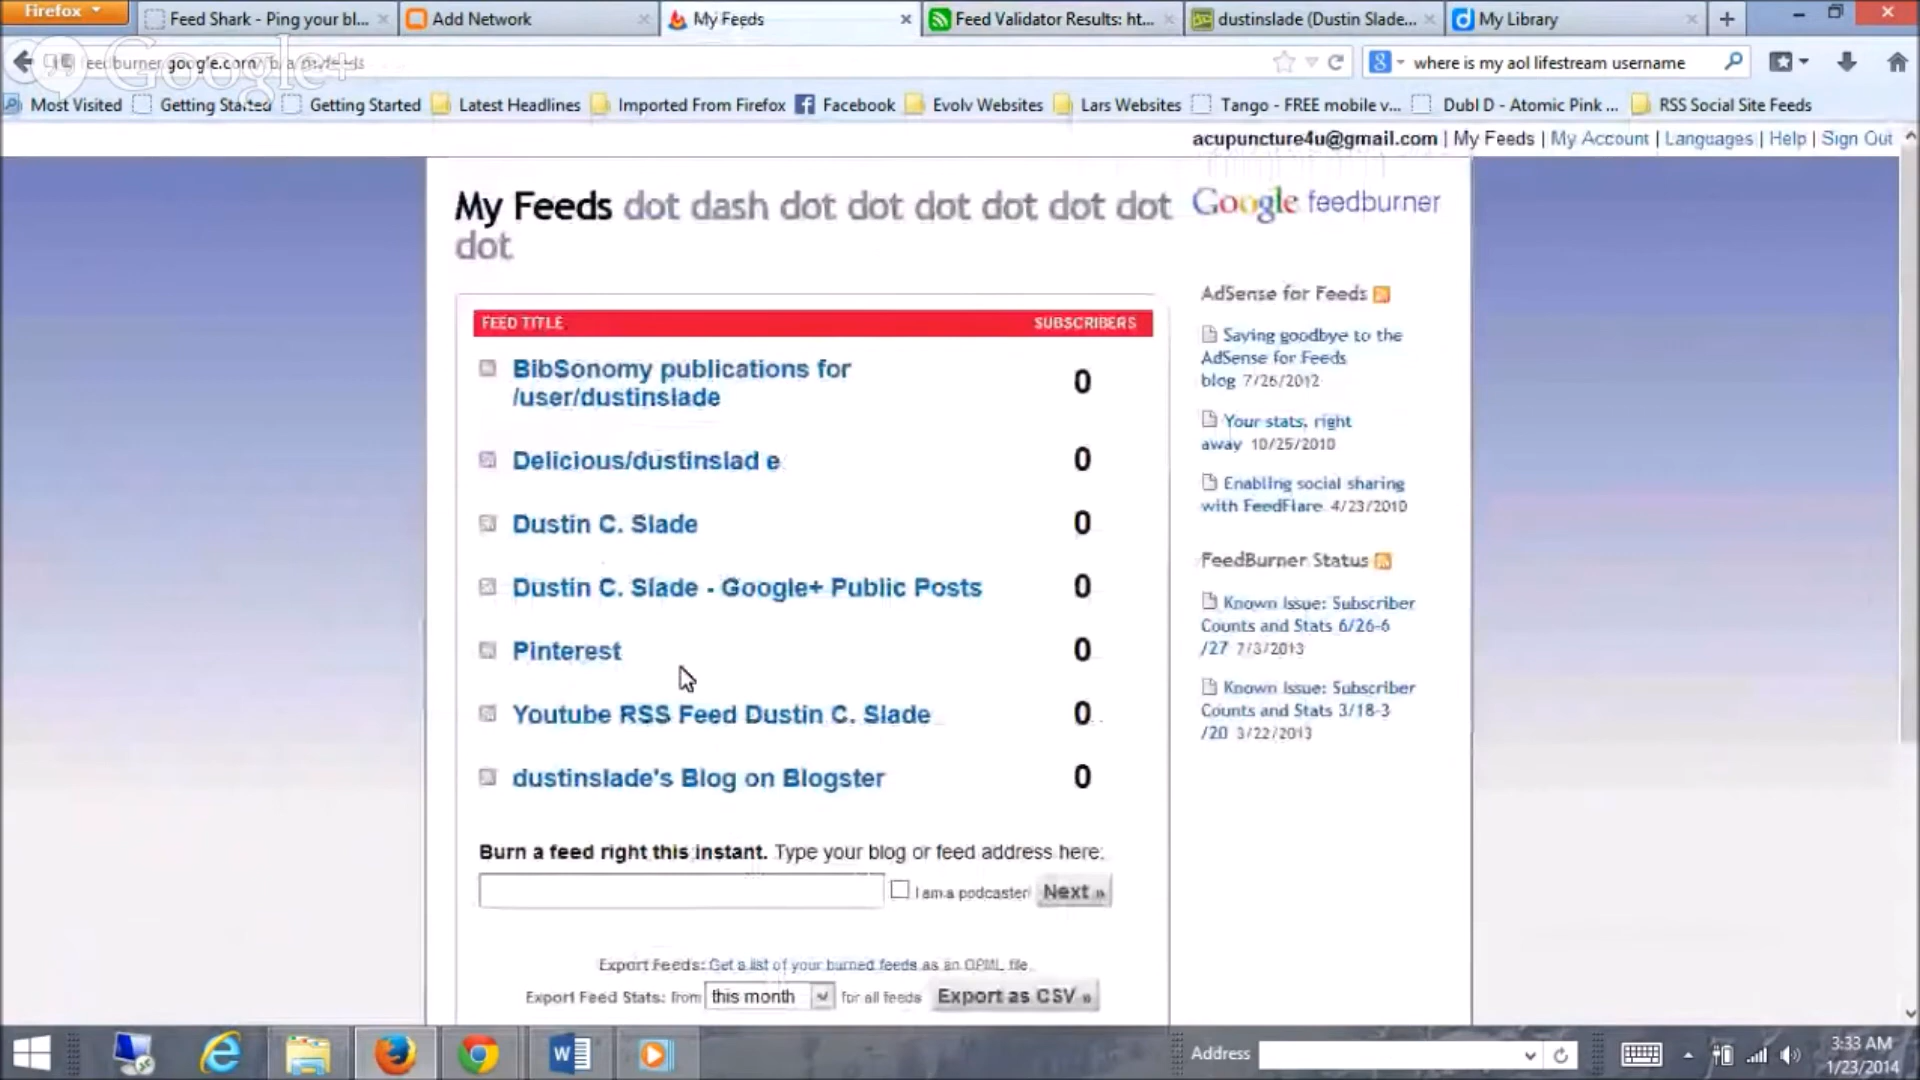 Firefox
Feed Shark - Ping your bl...
Add Network
My Feeds
Feed Validator Results: ht...
dustinslade (Dustin Slade...
My Library
Google+
feedburner.google.com
where is my aol lifestream username
Most Visited
Getting Started
Getting Started
Latest Headlines
Imported From Firefox
Facebook
Evolv Websites
Lars Websites
Tango - FREE mobile v...
Dubl D - Atomic Pink ...
RSS Social Site Feeds
acupuncture4u@gmail.com | My Feeds | My Account | Languages | Help | Sign Out
My Feeds dot dash dot dot dot dot dot dot
dot
Google feedburner
FEED TITLE SUBSCRIBERS
BibSonomy publications for
/user/dustinslade 0
Delicious/dustinslad e 0
Dustin C. Slade 0
Dustin C. Slade - Google+ Public Posts 0
Pinterest 0
Youtube RSS Feed Dustin C. Slade 0
dustinslade's Blog on Blogster 0
Burn a feed right this instant. Type your blog or feed address here:
I am a podcaster! Next »
Export Feeds: Get a list of your burned feeds as an OPML file.
Export Feed Stats: from this month for all feeds Export as CSV »
AdSense for Feeds
Saying goodbye to the
AdSense for Feeds
blog 7/26/2012
Your stats, right
away 10/25/2010
Enabling social sharing
with FeedFlare 4/23/2010
FeedBurner Status
Known Issue: Subscriber
Counts and Stats 6/26-6
/27 7/3/2013
Known Issue: Subscriber
Counts and Stats 3/18-3
/20 3/22/2013
Address
3:33 AM
1/23/2014